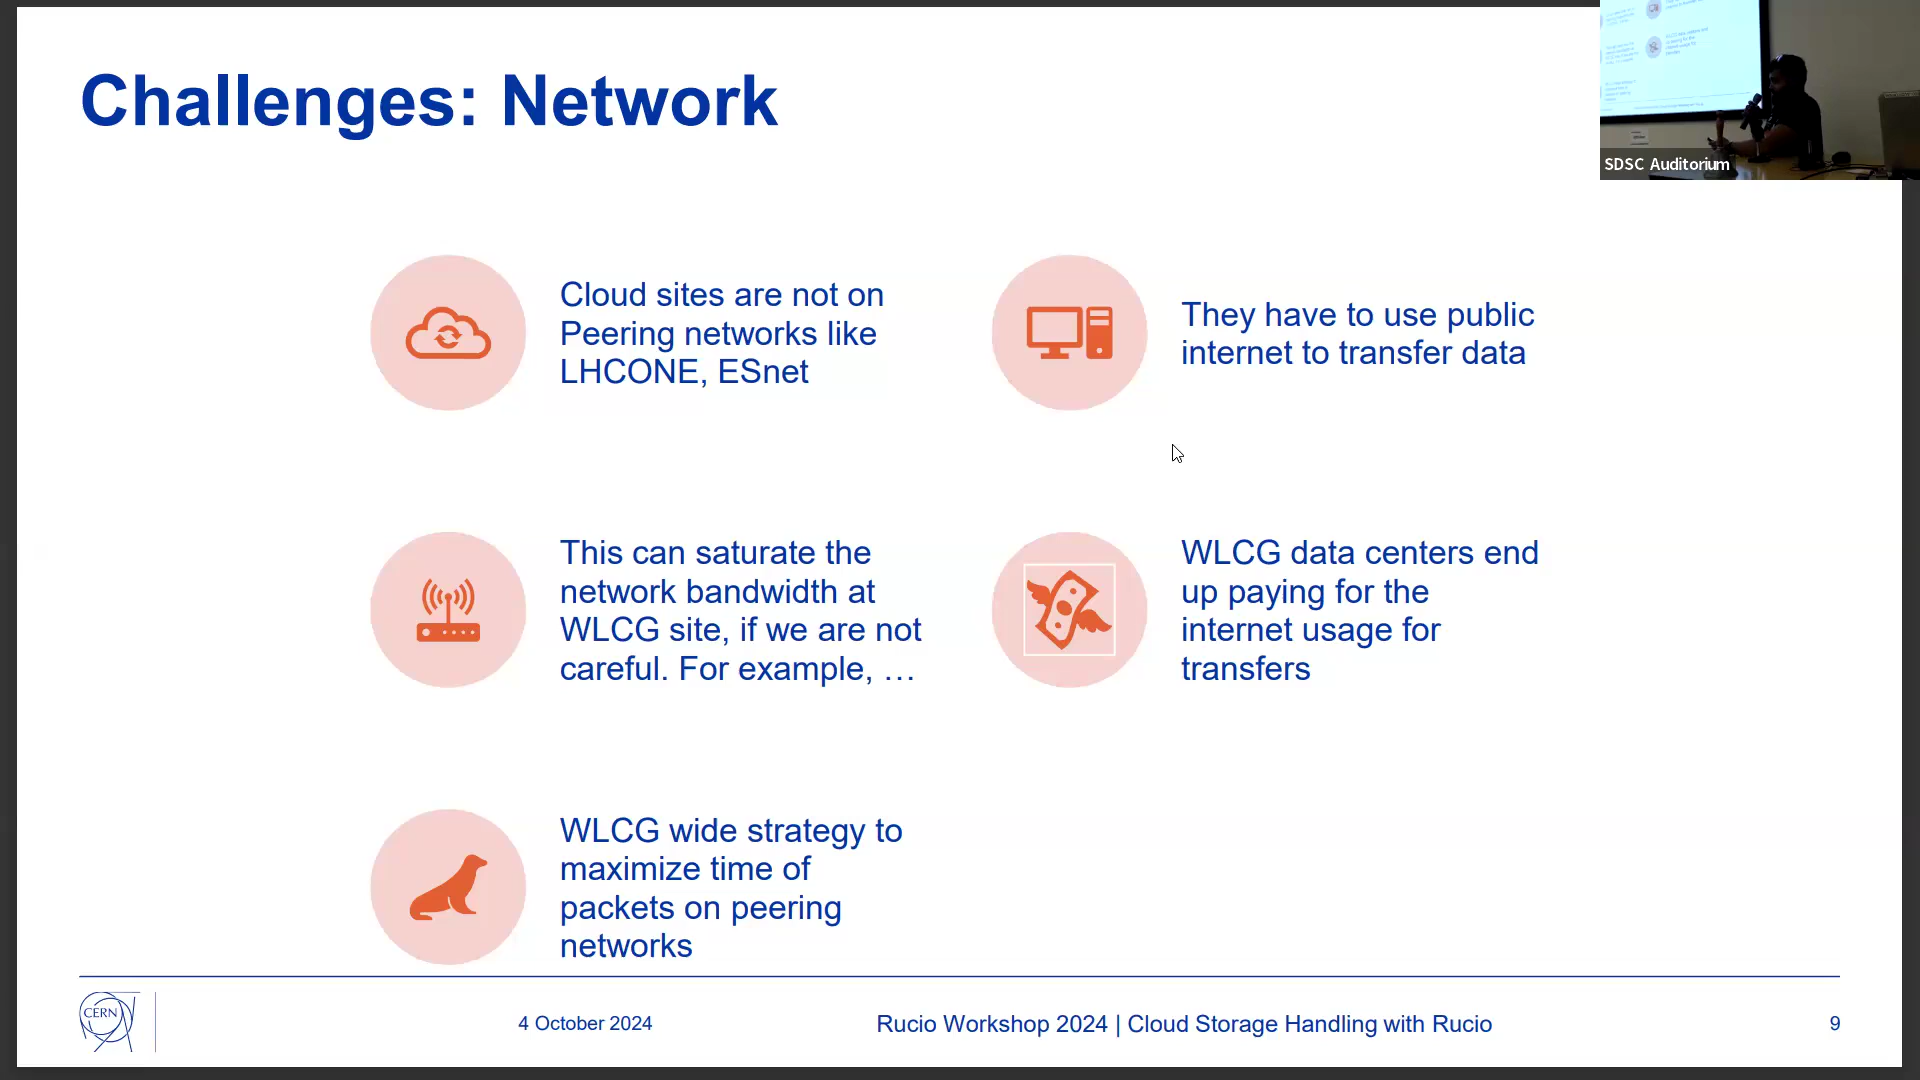 Challenges: Network
SDSC Auditorium
Cloud sites are not on
Peering networks like
LHCONE, ESnet
They have to use public
internet to transfer data
This can saturate the
network bandwidth at
WLCG site, if we are not
careful. For example, …
WLCG data centers end
up paying for the
internet usage for
transfers
WLCG wide strategy to
maximize time of
packets on peering
networks
CERN
4 October 2024
Rucio Workshop 2024 | Cloud Storage Handling with Rucio
9